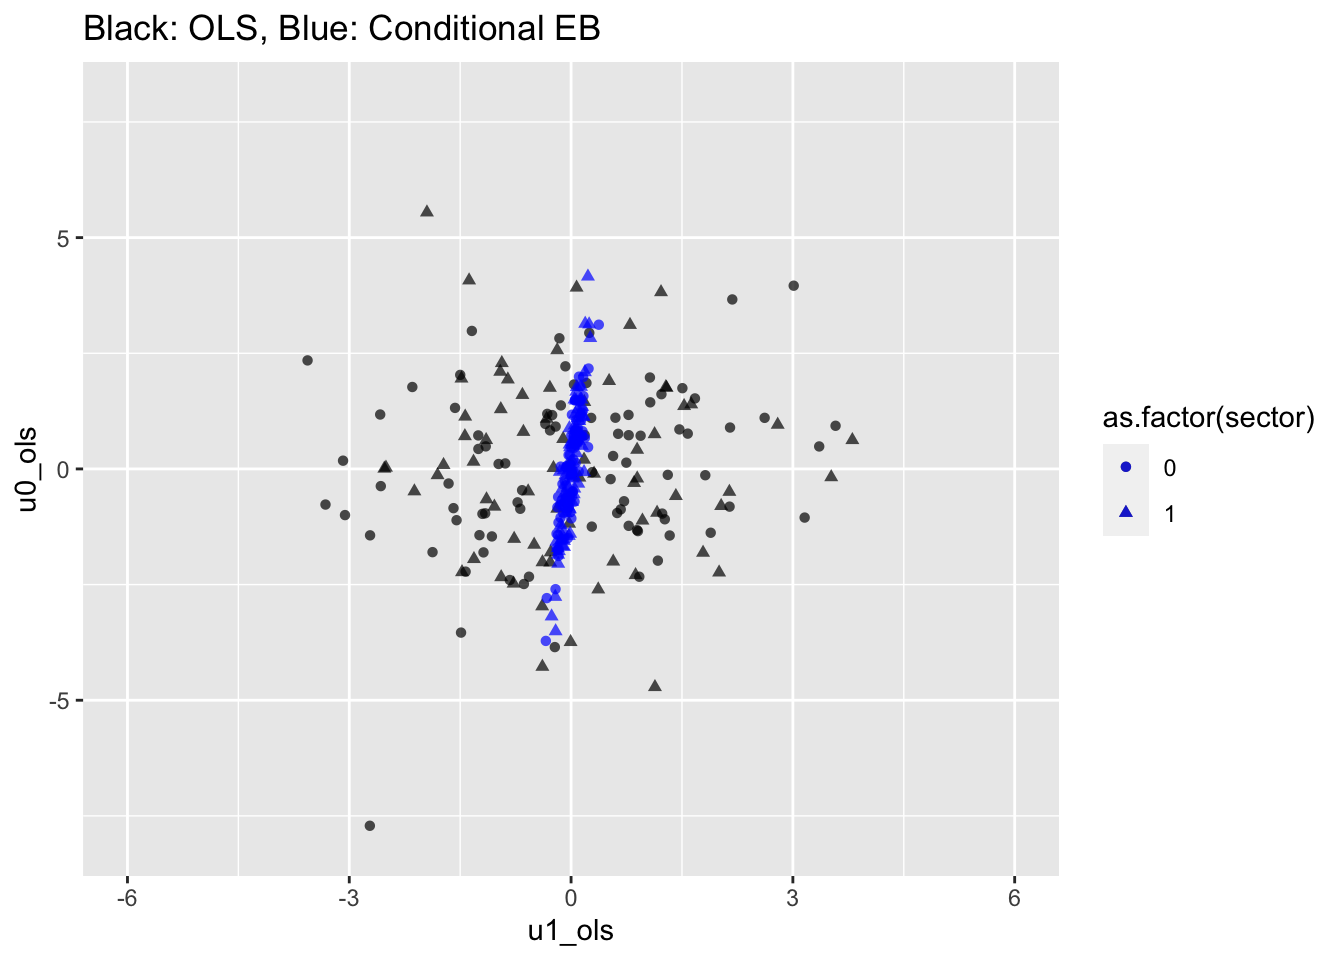 Black: OLS, Blue: Conditional EB
5
0
-5
u0_ols
-6 -3 0 3 6
u1_ols
as.factor(sector)
0
1